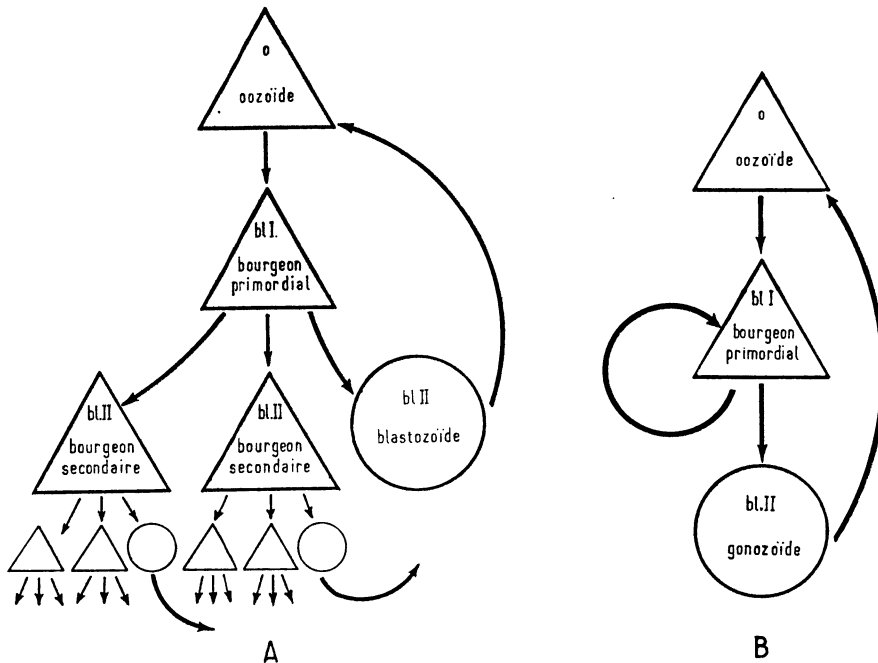 o
oozoïde
bl I.
bourgeon
primordial
bl.II
bourgeon
secondaire
bl.II
bourgeon
secondaire
bl II
blastozoïde
A
o
oozoïde
bl I
bourgeon
primordial
bl.II
gonozoïde
B